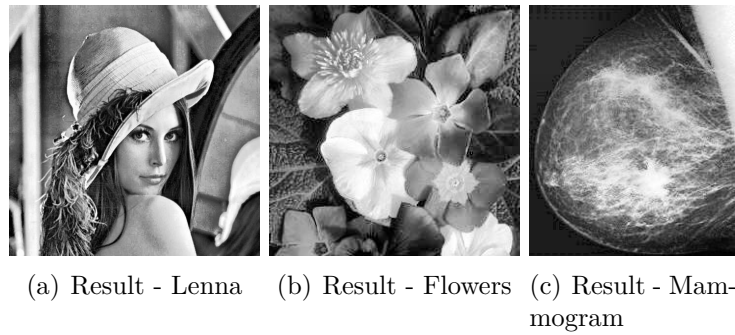 (a) Result - Lenna
(b) Result - Flowers
(c) Result - Mam-
mogram